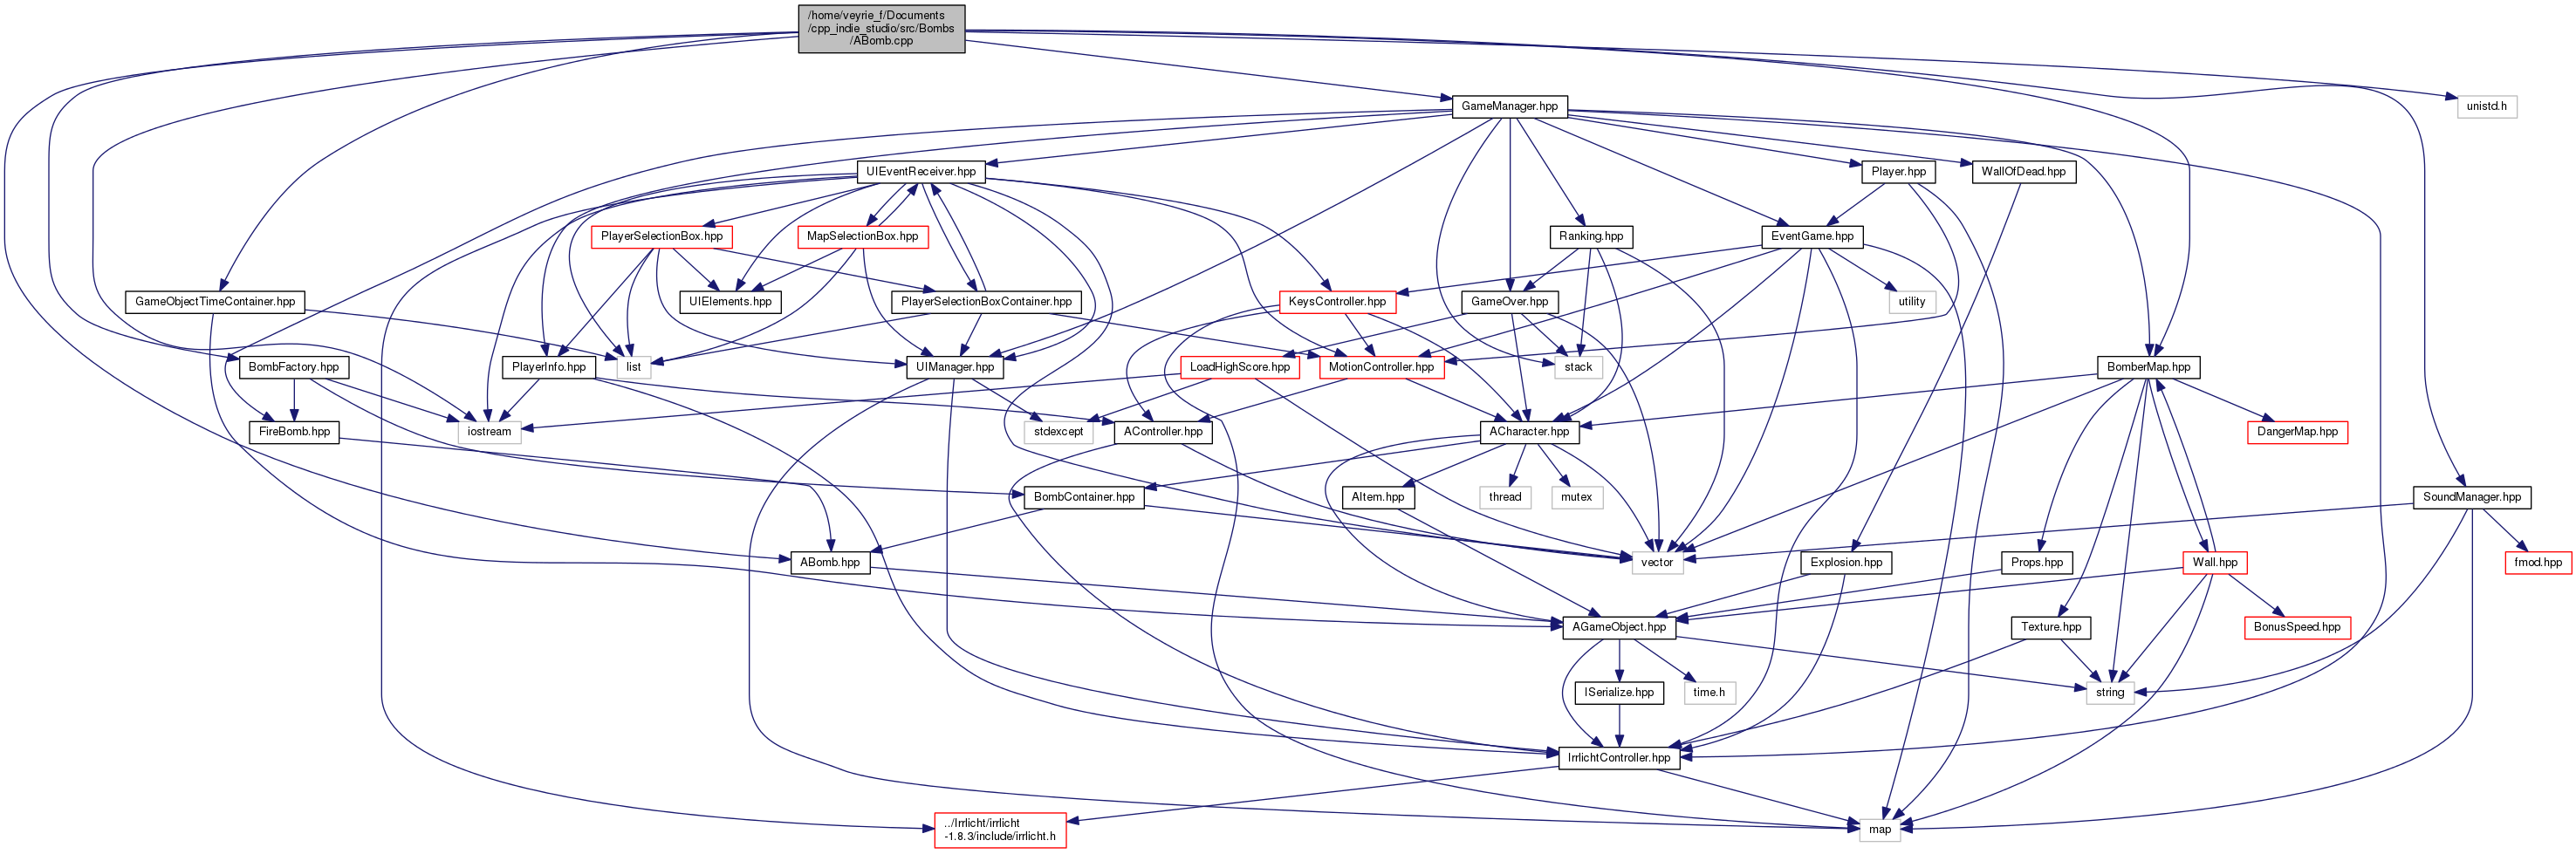 /home/veyrie_f/Documents
/cpp_indie_studio/src/Bombs
/ABomb.cpp
GameManager.hpp
unistd.h
UIEventReceiver.hpp
Player.hpp
WallOfDead.hpp
PlayerSelectionBox.hpp
MapSelectionBox.hpp
Ranking.hpp
EventGame.hpp
GameObjectTimeContainer.hpp
UIElements.hpp
PlayerSelectionBoxContainer.hpp
KeysController.hpp
GameOver.hpp
utility
BombFactory.hpp
PlayerInfo.hpp
list
UIManager.hpp
LoadHighScore.hpp
MotionController.hpp
stack
BomberMap.hpp
FireBomb.hpp
iostream
stdexcept
AController.hpp
ACharacter.hpp
DangerMap.hpp
BombContainer.hpp
AItem.hpp
thread
mutex
SoundManager.hpp
ABomb.hpp
vector
Explosion.hpp
Props.hpp
Wall.hpp
fmod.hpp
AGameObject.hpp
Texture.hpp
BonusSpeed.hpp
ISerialize.hpp
time.h
string
IrrlichtController.hpp
../Irrlicht/irrlicht
-1.8.3/include/irrlicht.h
map